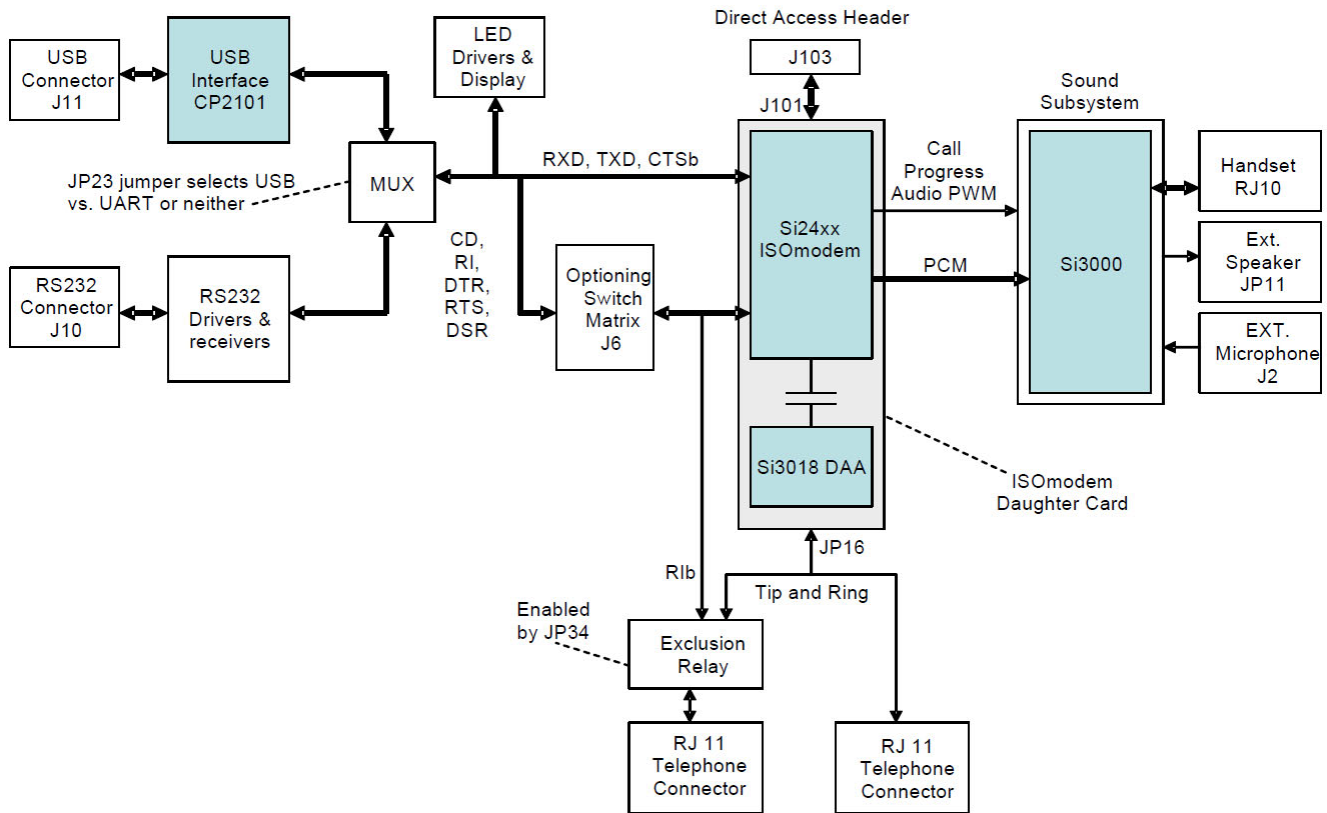 Direct Access Header
J103
J101
USB
Connector
J11
USB
Interface
CP2101
LED
Drivers &
Display
Sound
Subsystem
MUX
JP23 jumper selects USB
vs. UART or neither
RXD, TXD, CTSb
CD,
RI,
DTR,
RTS,
DSR
RS232
Connector
J10
RS232
Drivers &
receivers
Optioning
Switch
Matrix
J6
Si24xx
ISOmodem
Call
Progress
Audio PWM
PCM
Si3000
Handset
RJ10
Ext.
Speaker
JP11
EXT.
Microphone
J2
Si3018 DAA
ISOmodem
Daughter Card
JP16
RIb
Tip and Ring
Enabled
by JP34
Exclusion
Relay
RJ 11
Telephone
Connector
RJ 11
Telephone
Connector